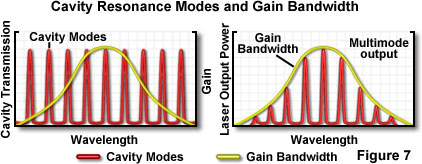 Cavity Resonance Modes and Gain Bandwidth
Cavity Transmission
Cavity Modes
Gain
Wavelength
Laser Output Power
Gain
Bandwidth
Multimode
output
Wavelength
Cavity Modes
Gain Bandwidth
Figure 7